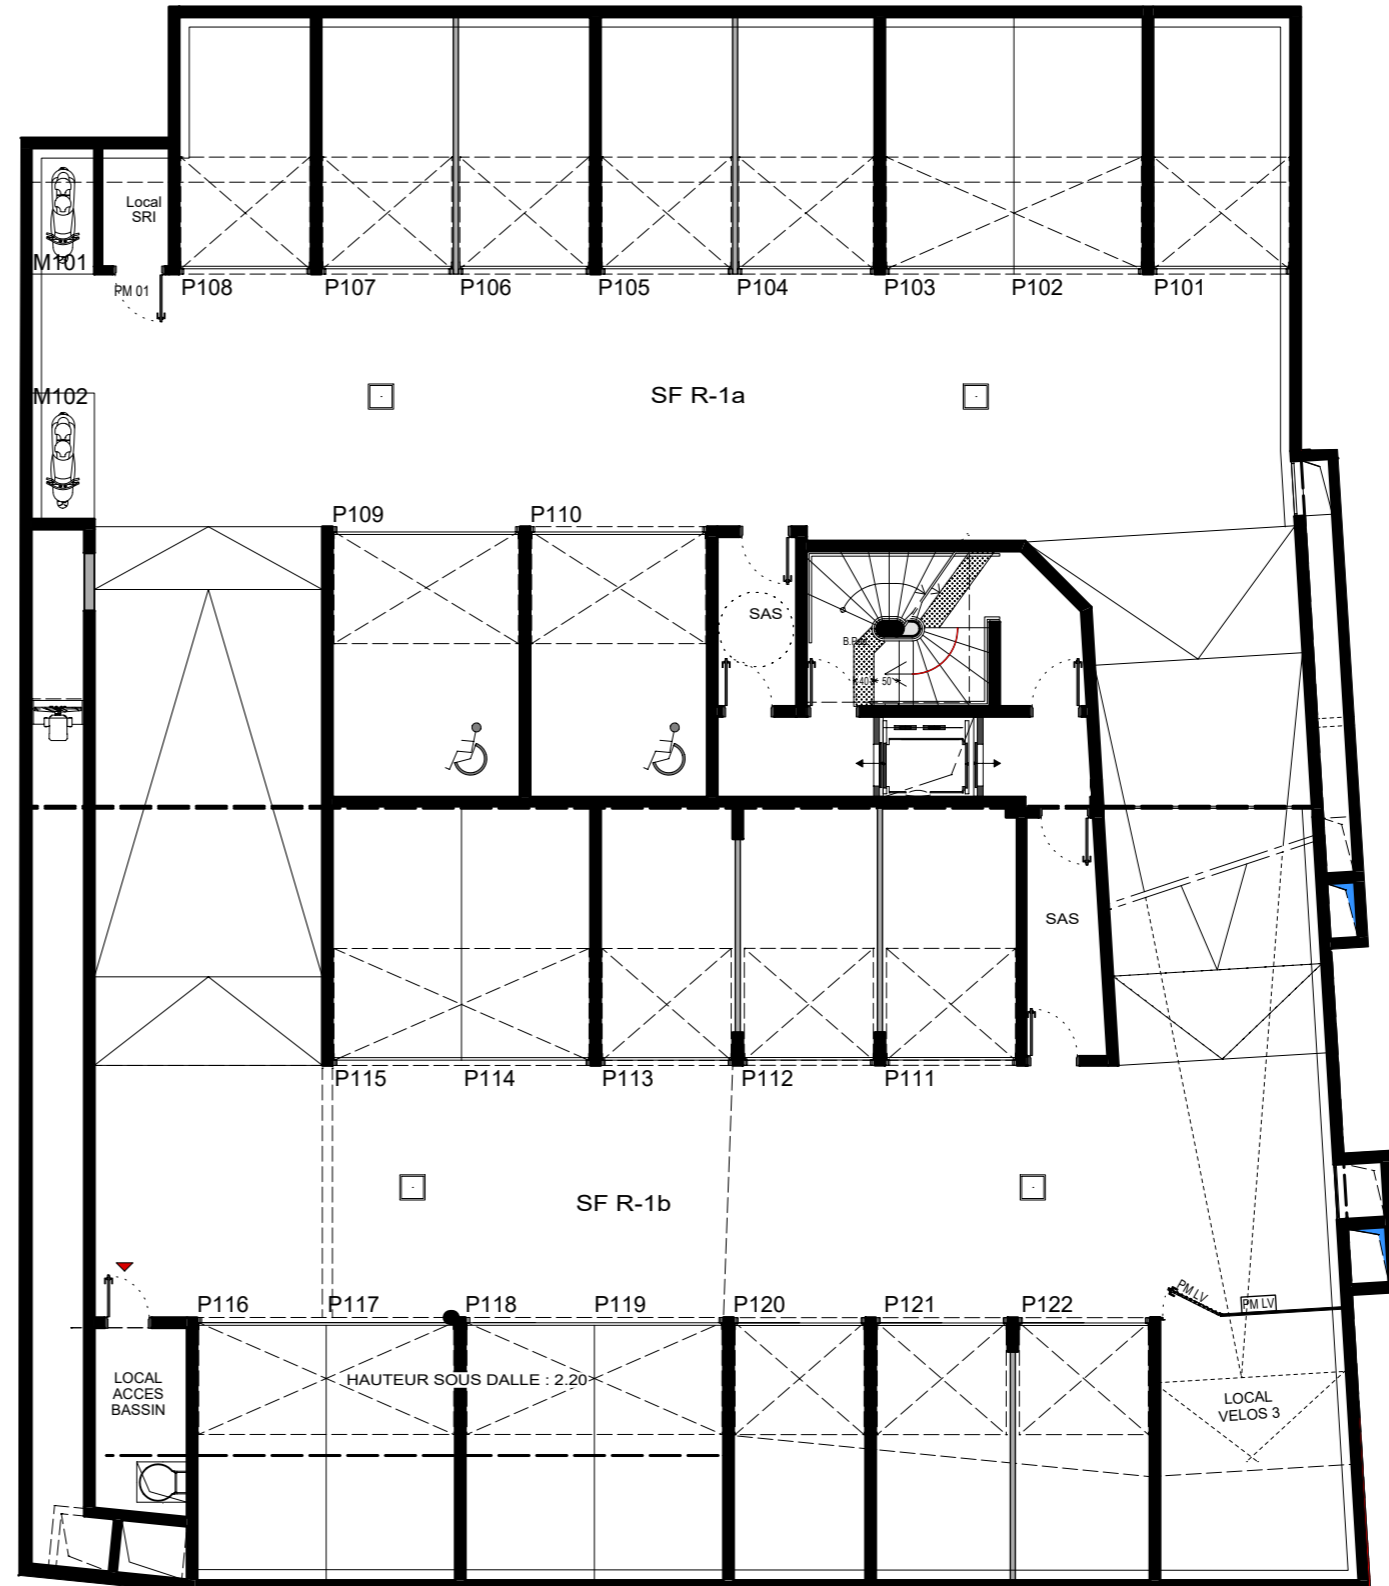 Local
SRI
M101
PM 01
P108
P107
P106
P105
P104
P103
P102
P101
M102
SF R-1a
P109
P110
SAS
40
50
SAS
P115
P114
P113
P112
P111
SF R-1b
P116
P117
P118
P119
P120
P121
P122
PM LV
PM LV
HAUTEUR SOUS DALLE : 2.20
LOCAL
ACCES
BASSIN
LOCAL
VELOS 3